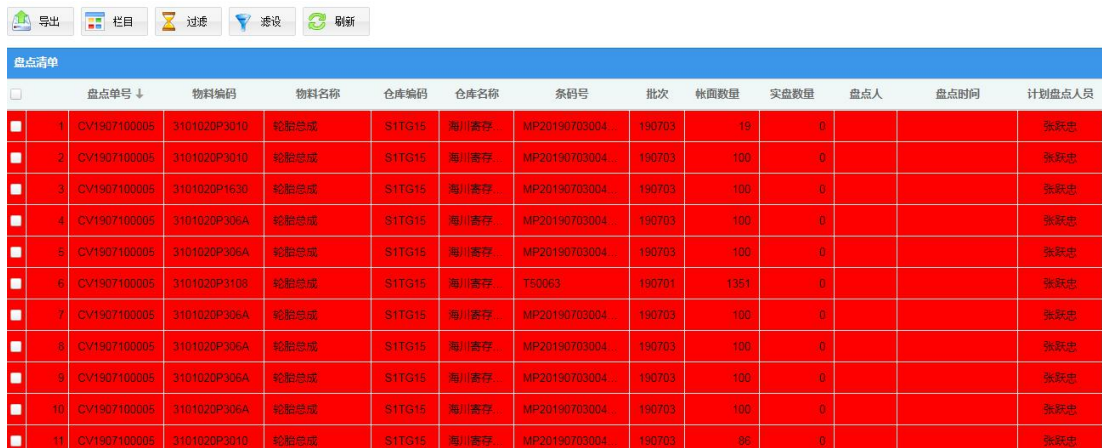 导出 栏目 过滤 滤设 刷新
盘点清单
盘点单号↓ 物料编码 物料名称 仓库编码 仓库名称 条码号 批次 帐面数量 实盘数量 盘点人 盘点时间 计划盘点人员
1 CV1907100005 3101020P3010 轮胎总成 S1TG15 海川寄存... MP20190703004... 190703 19 0 张跃忠
2 CV1907100005 3101020P3010 轮胎总成 S1TG15 海川寄存... MP20190703004... 190703 100 0 张跃忠
3 CV1907100005 3101020P1630 轮胎总成 S1TG15 海川寄存... MP20190703004... 190703 100 0 张跃忠
4 CV1907100005 3101020P306A 轮胎总成 S1TG15 海川寄存... MP20190703004... 190703 100 0 张跃忠
5 CV1907100005 3101020P306A 轮胎总成 S1TG15 海川寄存... MP20190703004... 190703 100 0 张跃忠
6 CV1907100005 3101020P3108 轮胎总成 S1TG15 海川寄存... T50063 190701 1351 0 张跃忠
7 CV1907100005 3101020P306A 轮胎总成 S1TG15 海川寄存... MP20190703004... 190703 100 0 张跃忠
8 CV1907100005 3101020P306A 轮胎总成 S1TG15 海川寄存... MP20190703004... 190703 100 0 张跃忠
9 CV1907100005 3101020P306A 轮胎总成 S1TG15 海川寄存... MP20190703004... 190703 100 0 张跃忠
10 CV1907100005 3101020P306A 轮胎总成 S1TG15 海川寄存... MP20190703004... 190703 100 0 张跃忠
11 CV1907100005 3101020P3010 轮胎总成 S1TG15 海川寄存... MP20190703004... 190703 86 0 张跃忠